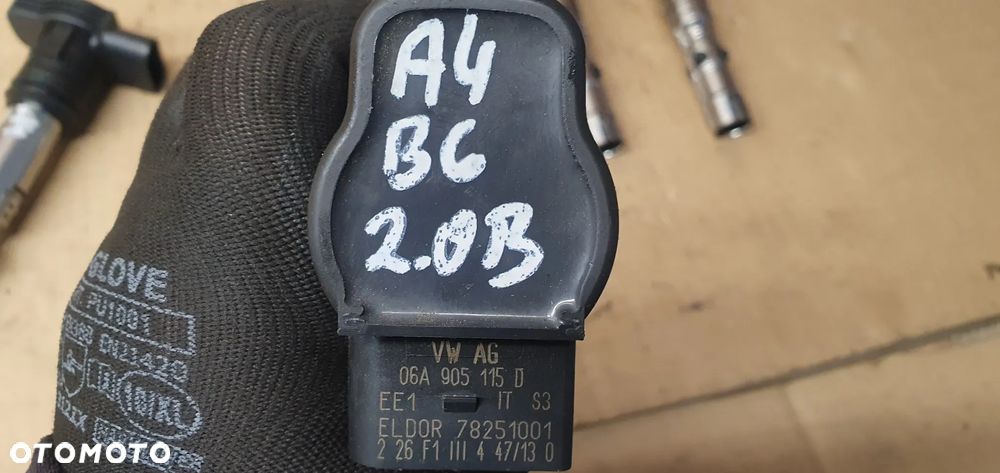 A4
B6
2.0B
VW AG
06A 905 115 D
EE1 IT S3
ELDOR 78251001
2 26 F1 III 4 47/13 0
GLOVE
PU1001
OTOMOTO